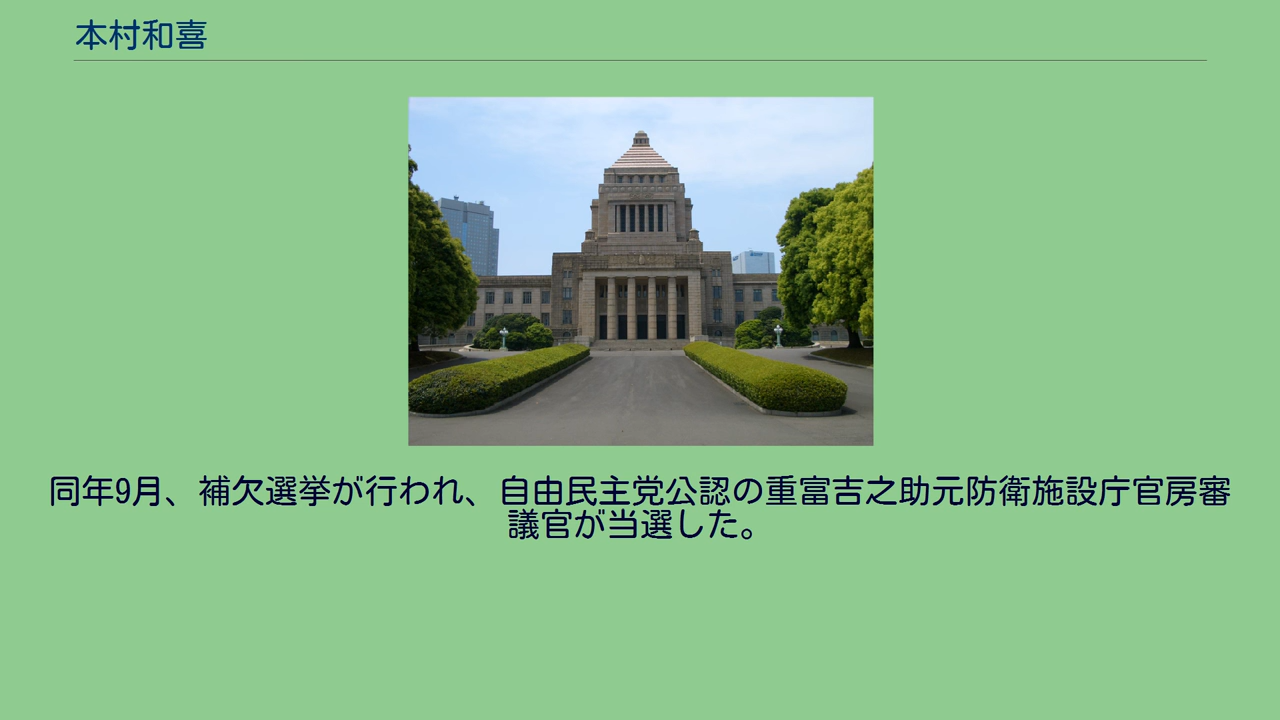 本村和喜
同年9月、補欠選挙が行われ、自由民主党公認の重富吉之助元防衛施設庁官房審
議官が当選した。